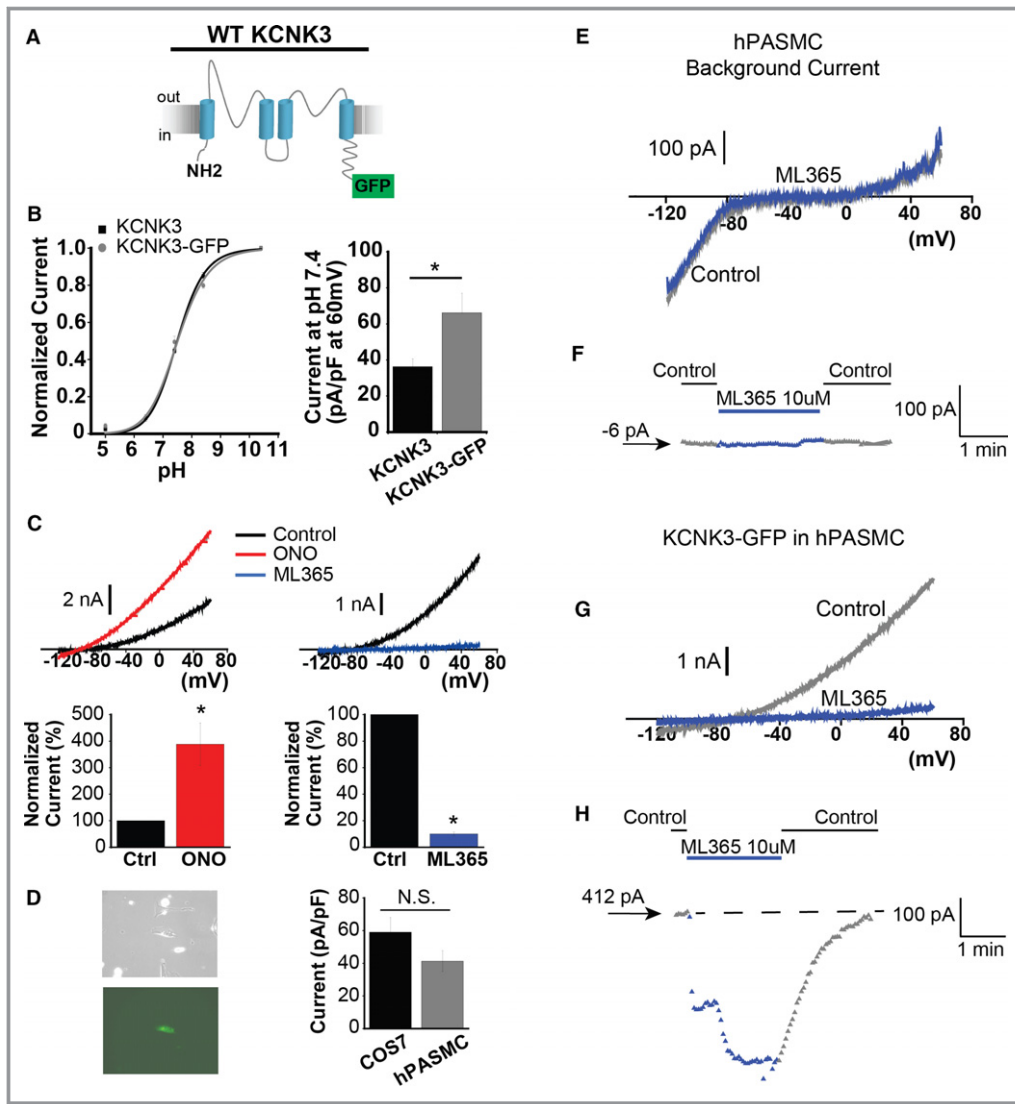 A
WT KCNK3
out
in
NH2
GFP
B
KCNK3
KCNK3-GFP
Normalized Current
1.0
0.8
0.6
0.4
0.2
0
5 6 7 8 9 10 11
pH
Current at pH 7.4
(pA/pF at 60mV)
100
80
60
40
20
0
*
KCNK3
KCNK3-GFP
C
Control
ONO
ML365
2 nA
-120 -80 -40 0 40 80
(mV)
1 nA
-120 -80 -40 0 40 80
(mV)
Normalized
Current (%)
500
400
300
200
100
0
*
Ctrl ONO
Normalized
Current (%)
100
80
60
40
20
0
*
Ctrl ML365
D
Current (pA/pF)
80
60
40
20
0
N.S.
COS7
hPASMC
E
hPASMC
Background Current
100 pA
ML365
-120 -80 -40 0 40 80
(mV)
Control
F
Control Control
ML365 10uM
-6 pA
100 pA
1 min
KCNK3-GFP in hPASMC
G
Control
1 nA
ML365
-120 -80 -40 0 40 80
(mV)
H
Control Control
ML365 10uM
412 pA
100 pA
1 min